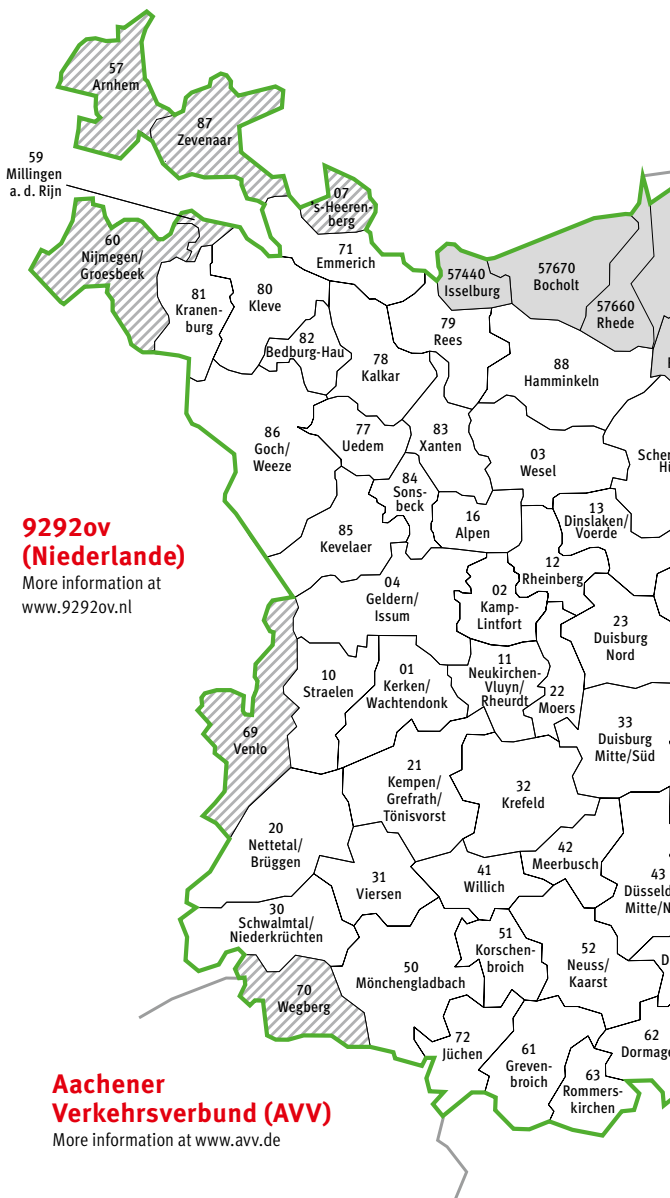 57
Arnhem
87
Zevenaar
59
Millingen
a. d. Rijn
07
's-Heeren-
berg
60
Nijmegen/
Groesbeek
71
Emmerich
57440
Isselburg
57670
Bocholt
57660
Rhede
81
Kranen-
burg
80
Kleve
82
Bedburg-Hau
79
Rees
78
Kalkar
88
Hamminkeln
86
Goch/
Weeze
77
Uedem
83
Xanten
03
Wesel
84
Sons-
beck
16
Alpen
13
Dinslaken/
Voerde
85
Kevelaer
12
Rheinberg
9292ov
(Niederlande)
More information at
www.9292ov.nl
04
Geldern/
Issum
02
Kamp-
Lintfort
23
Duisburg
Nord
10
Straelen
01
Kerken/
Wachtendonk
11
Neukirchen-
Vluyn/
Rheurdt
22
Moers
69
Venlo
33
Duisburg
Mitte/Süd
21
Kempen/
Grefrath/
Tönisvorst
32
Krefeld
20
Nettetal/
Brüggen
42
Meerbusch
31
Viersen
41
Willich
43
30
Schwalmtal/
Niederkrüchten
51
Korschen-
broich
52
Neuss/
Kaarst
50
Mönchengladbach
70
Wegberg
72
Jüchen
61
Greven-
broich
62
63
Rommers-
kirchen
Aachener
Verkehrsverbund (AVV)
More information at www.avv.de